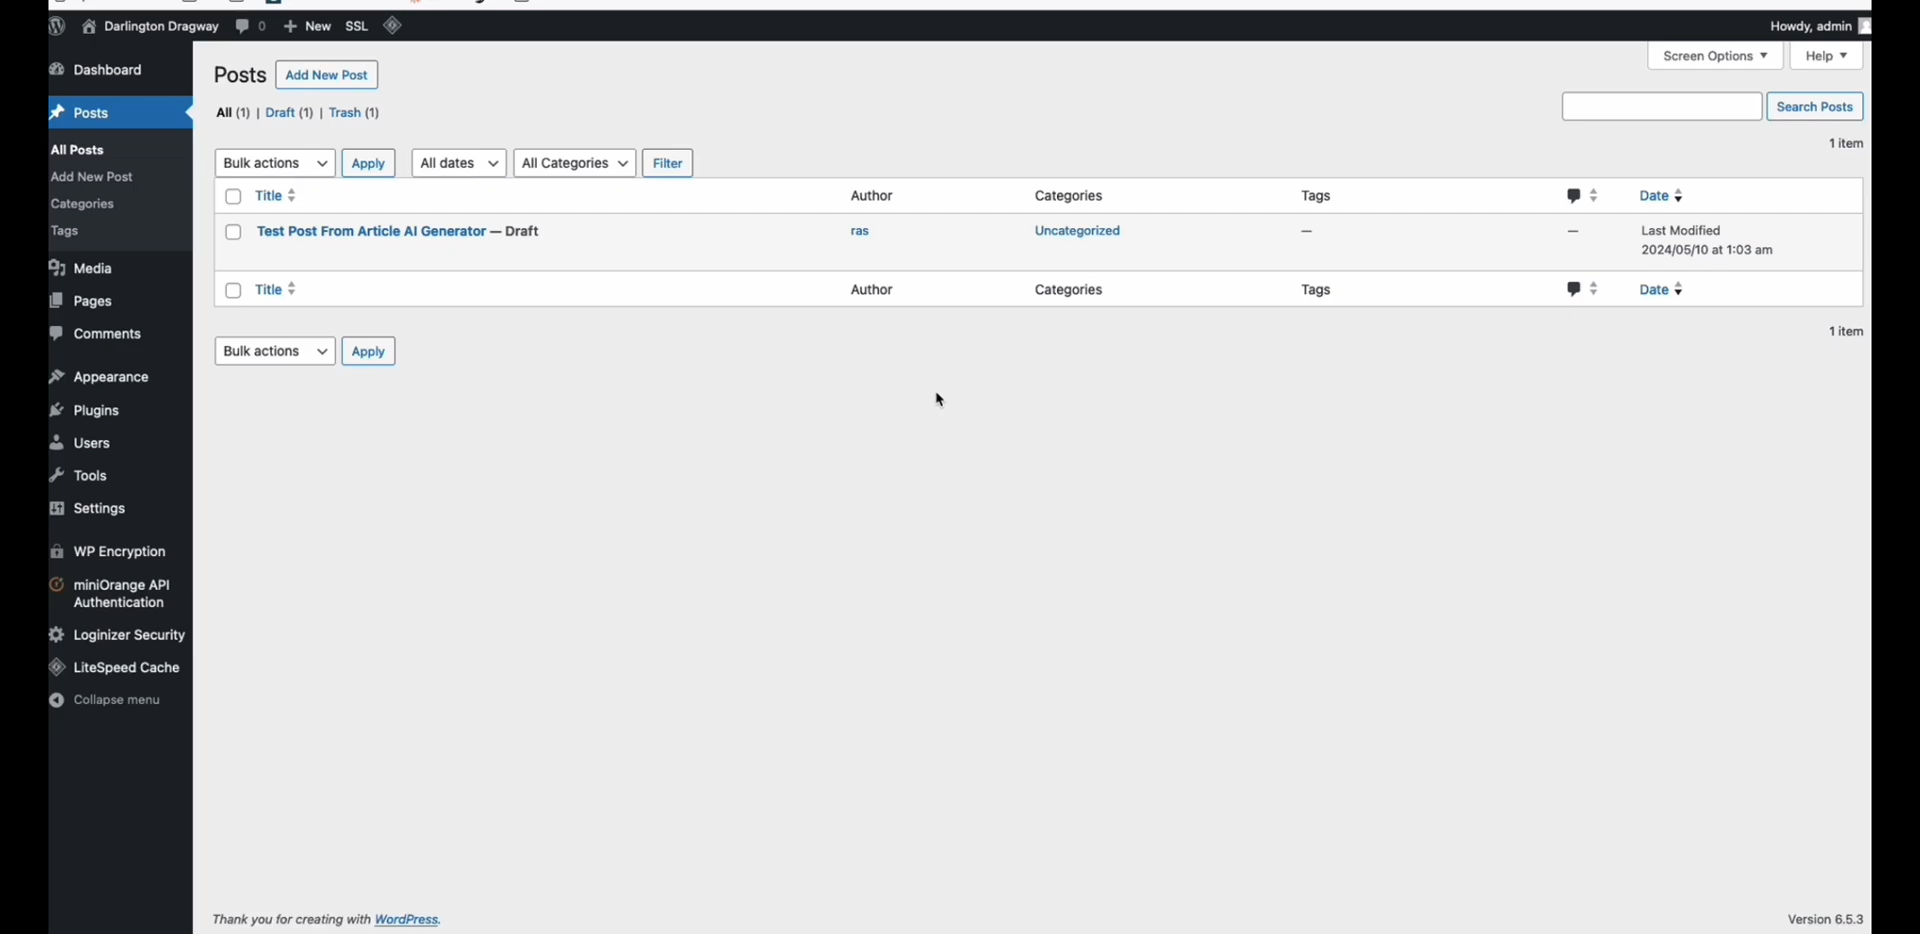 Darlington Dragway 0 New SSL Howdy, admin
Dashboard
Posts
All Posts
Add New Post
Categories
Tags
Media
Pages
Comments
Appearance
Plugins
Users
Tools
Settings
WP Encryption
miniOrange API
Authentication
Loginizer Security
LiteSpeed Cache
Collapse menu
Screen Options Help
Posts Add New Post
All (1) | Draft (1) | Trash (1)
Search Posts
1 item
Bulk actions Apply All dates All Categories Filter
Title Author Categories Tags Date
Test Post From Article AI Generator — Draft ras Uncategorized — — Last Modified
2024/05/10 at 1:03 am
Title Author Categories Tags Date
1 item
Bulk actions Apply
Thank you for creating with WordPress. Version 6.5.3